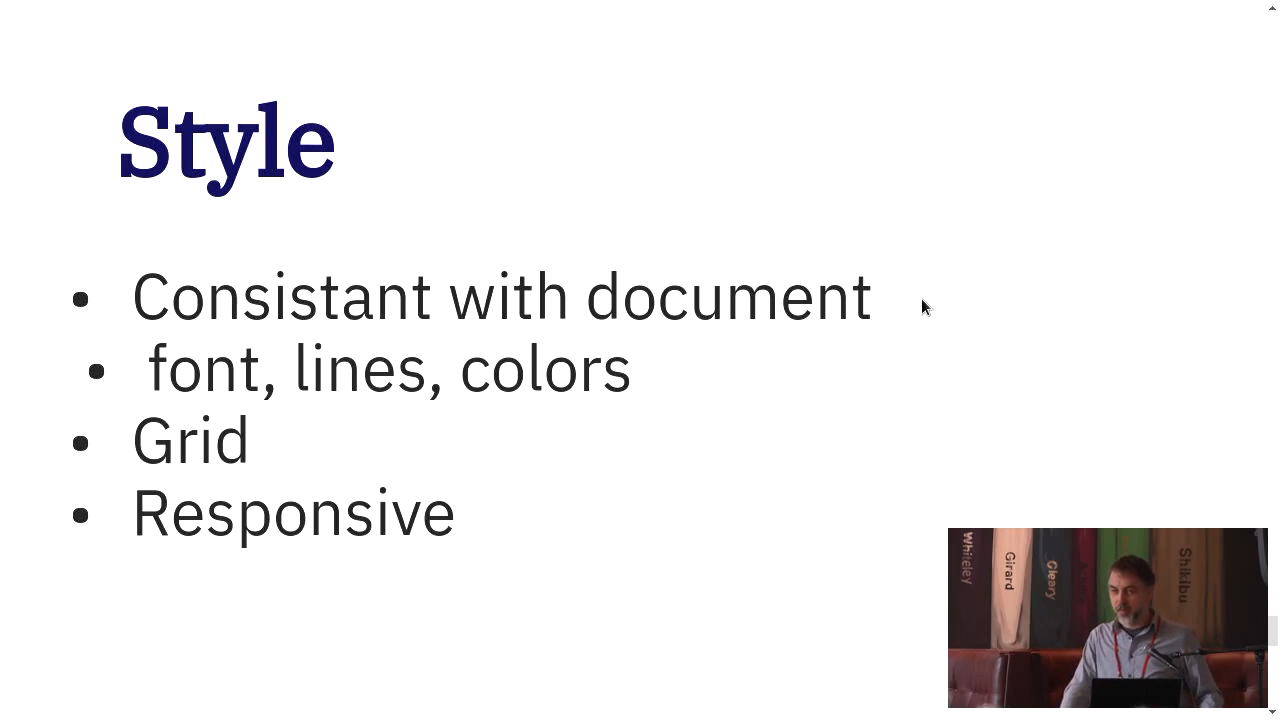 Style
• Consistant with document
• font, lines, colors
• Grid
• Responsive
Whiteley
Girard
Cleary
Shikibu